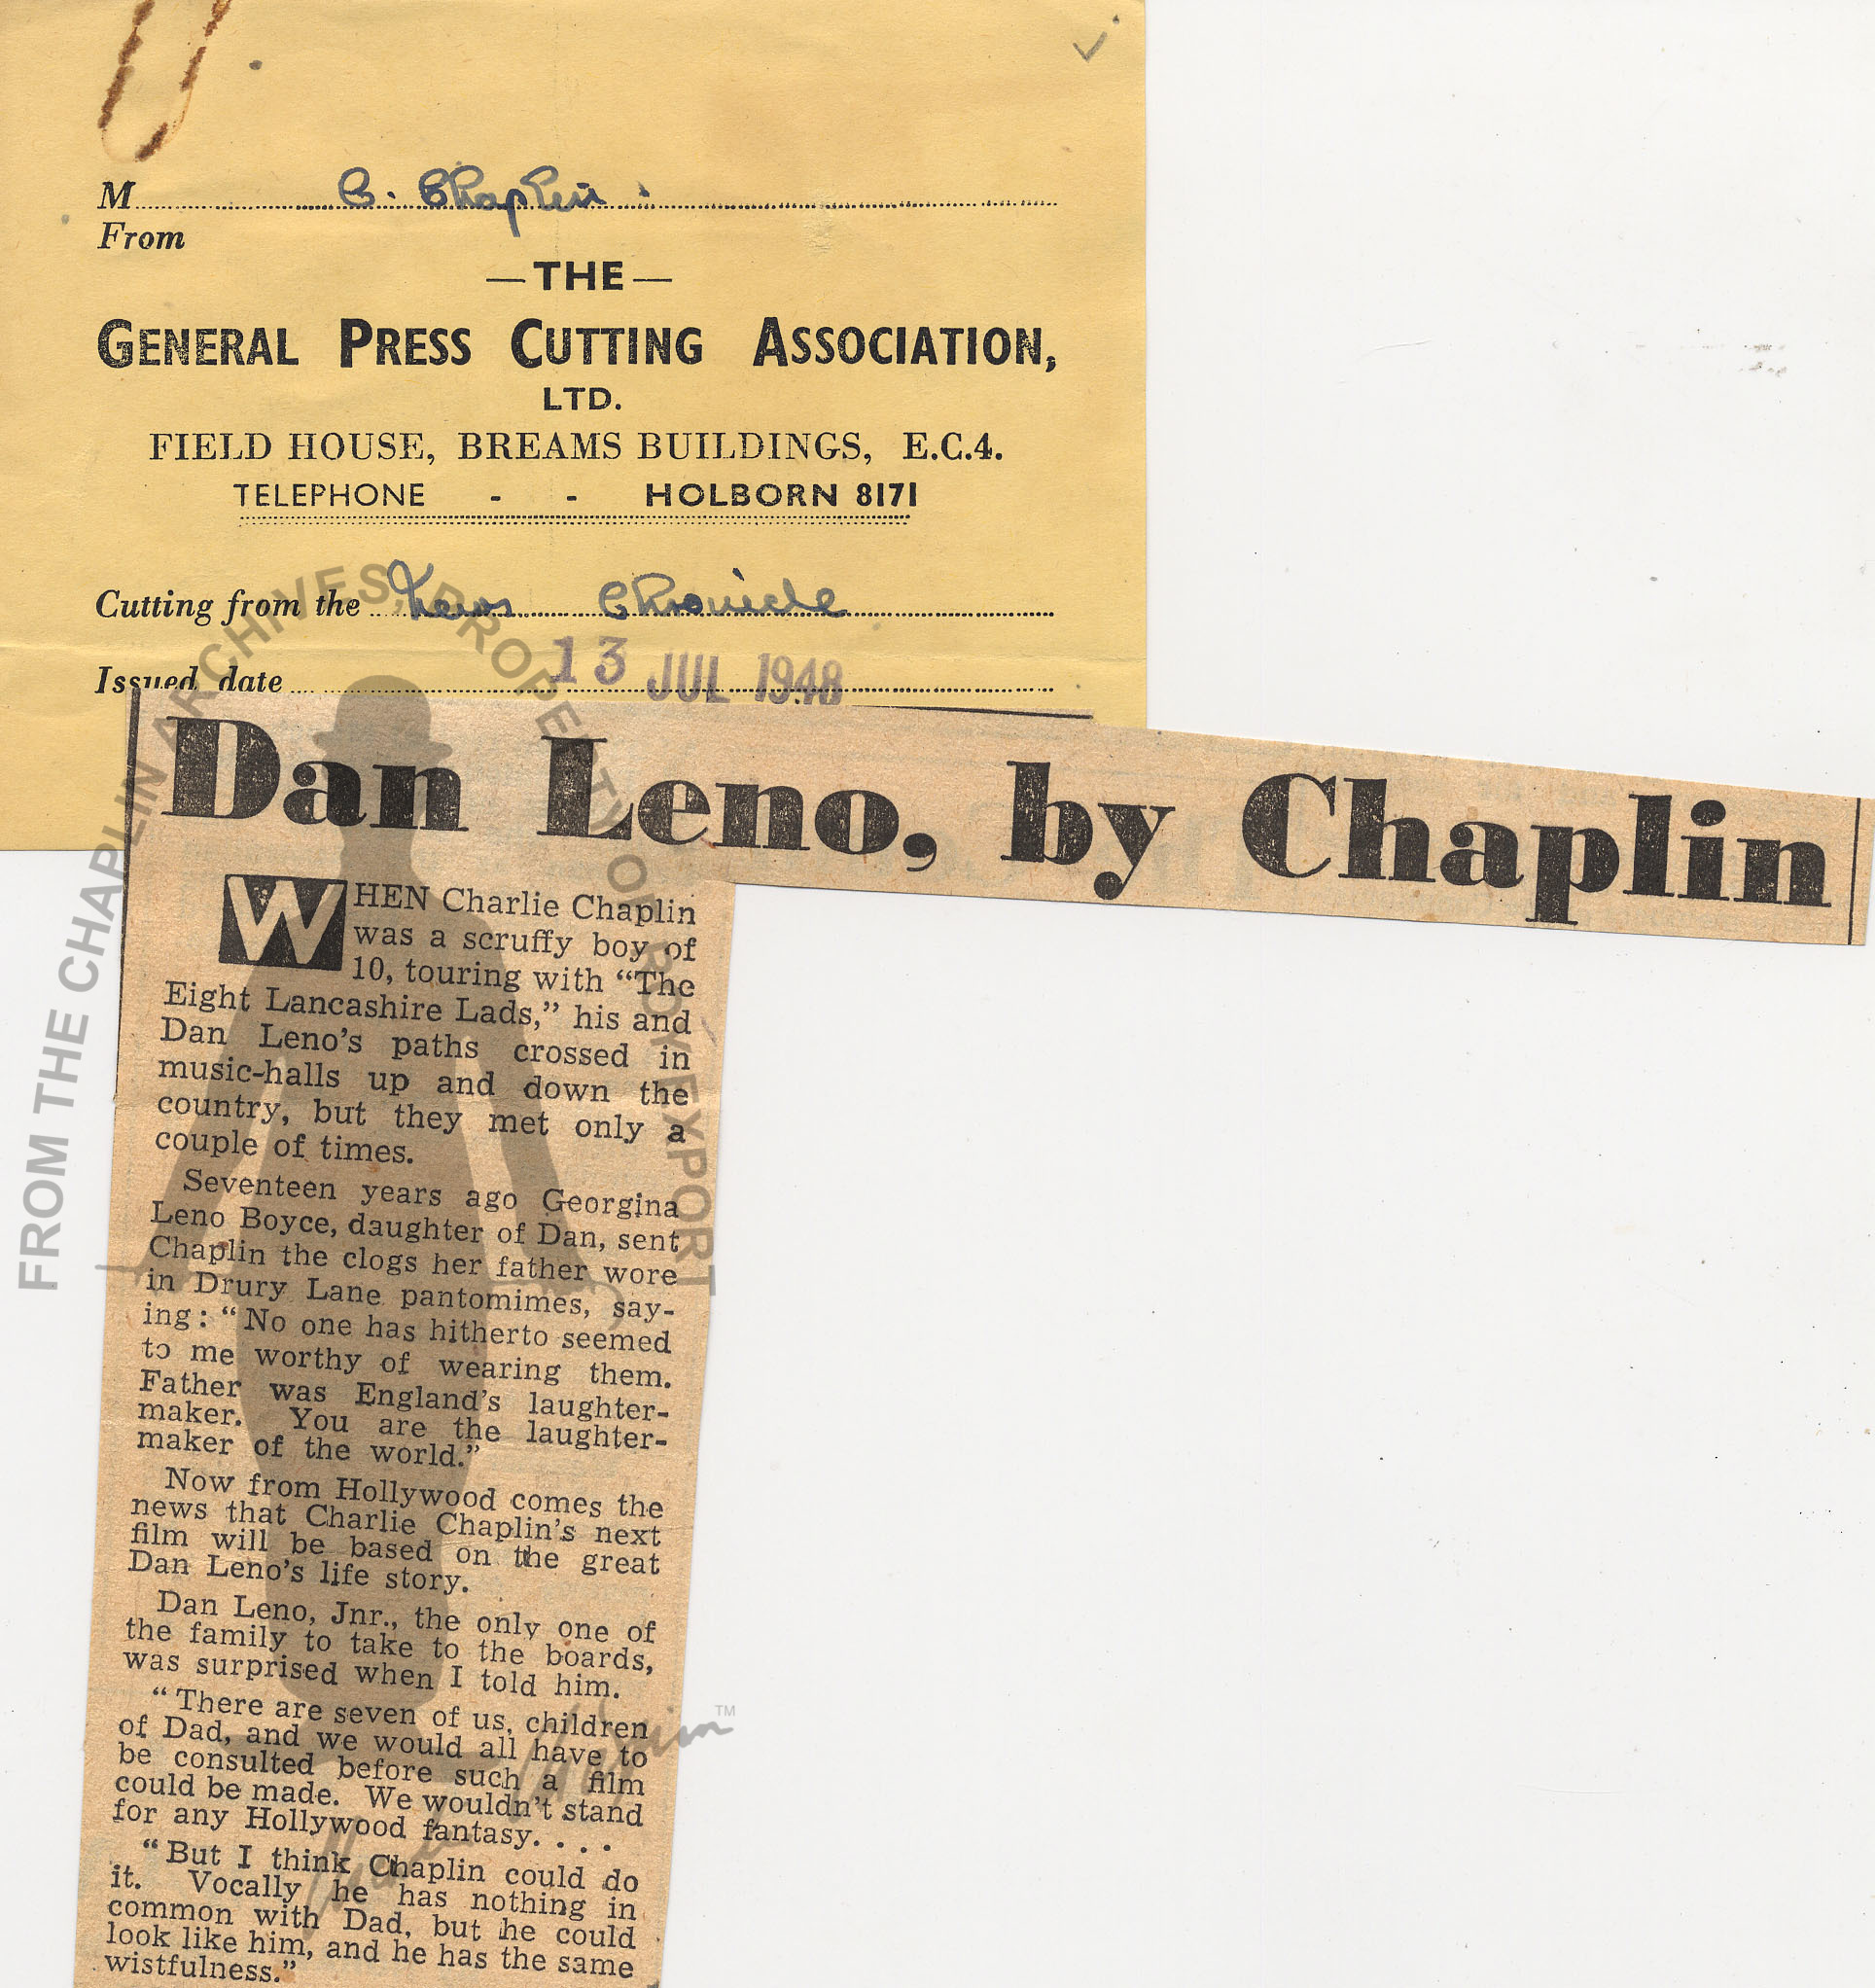 M C. Chaplin
From
— THE —
GENERAL PRESS CUTTING ASSOCIATION,
LTD.
FIELD HOUSE, BREAMS BUILDINGS, E.C.4.
TELEPHONE - - HOLBORN 8171
Cutting from the News Chronicle
Issued date 13 JUL 1948
Dan Leno, by Chaplin
WHEN Charlie Chaplin
was a scruffy boy of
10, touring with “The
Eight Lancashire Lads,” his and
Dan Leno’s paths crossed in
music-halls up and down the
country, but they met only a
couple of times.
Seventeen years ago Georgina
Leno Boyce, daughter of Dan, sent
Chaplin the clogs her father wore
in Drury Lane pantomimes, say-
ing: “No one has hitherto seemed
to me worthy of wearing them.
Father was England’s laughter-
maker. You are the laughter-
maker of the world.”
Now from Hollywood comes the
news that Charlie Chaplin’s next
film will be based on the great
Dan Leno’s life story.
Dan Leno, Jnr., the only one of
the family to take to the boards,
was surprised when I told him.
“There are seven of us, children
of Dad, and we would all have to
be consulted before such a film
could be made. We wouldn’t stand
for any Hollywood fantasy. . . .
“But I think Chaplin could do
it. Vocally he has nothing in
common with Dad, but he could
look like him, and he has the same
wistfulness.”
FROM THE CHAPLIN ARCHIVES, PROPERTY OF ROY EXPORT
Charles Chaplin TM